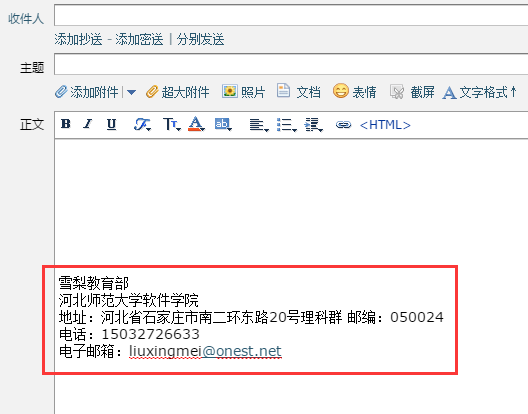 收件人
添加抄送 - 添加密送 | 分别发送
主题
添加附件 | 超大附件 照片 文档 表情 截屏 文字格式↑
正文
B I U F TT A ab <HTML>
雪梨教育部
河北师范大学软件学院
地址：河北省石家庄市南二环东路20号理科群 邮编：050024
电话：15032726633
电子邮箱：liuxingmei@onest.net